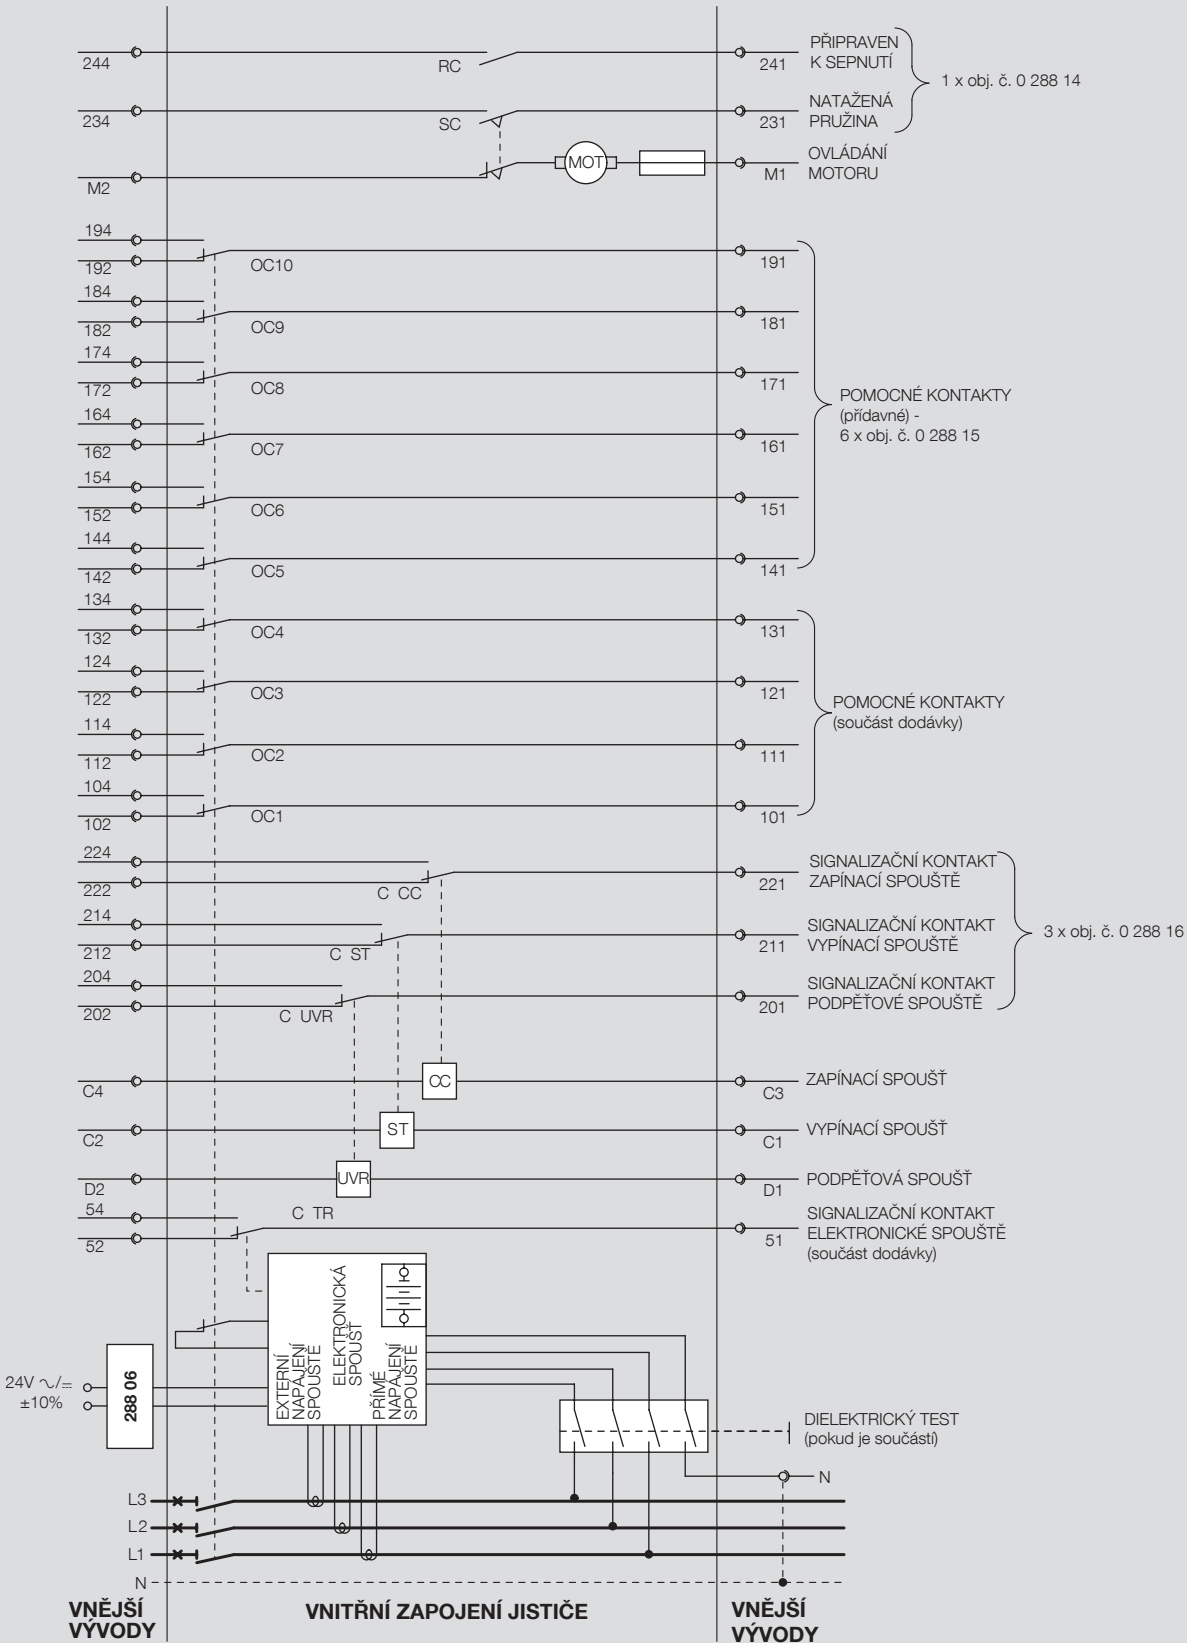 244
RC
241
PŘIPRAVEN
K SEPNUTÍ
1 x obj. č. 0 288 14
234
SC
231
NATAŽENÁ
PRUŽINA
M2
MOT
M1
OVLÁDÁNÍ
MOTORU
194
192
OC10
191
184
182
OC9
181
174
172
OC8
171
POMOCNÉ KONTAKTY
(přídavné) -
6 x obj. č. 0 288 15
164
162
OC7
161
154
152
OC6
151
144
142
OC5
141
134
132
OC4
131
124
122
OC3
121
POMOCNÉ KONTAKTY
(součást dodávky)
114
112
OC2
111
104
102
OC1
101
224
222
C CC
221
SIGNALIZAČNÍ KONTAKT
ZAPÍNACÍ SPOUŠTĚ
214
212
C ST
211
SIGNALIZAČNÍ KONTAKT
VYPÍNACÍ SPOUŠTĚ
3 x obj. č. 0 288 16
204
202
C UVR
201
SIGNALIZAČNÍ KONTAKT
PODPĚŤOVÉ SPOUŠTĚ
C4
CC
C3
ZAPÍNACÍ SPOUŠŤ
C2
ST
C1
VYPÍNACÍ SPOUŠŤ
D2
UVR
D1
PODPĚŤOVÁ SPOUŠŤ
54
52
C TR
51
SIGNALIZAČNÍ KONTAKT
ELEKTRONICKÉ SPOUŠTĚ
(součást dodávky)
24V ∿/⎓
±10%
288 06
EXTERNÍ
NAPÁJENÍ
SPOUŠTĚ
ELEKTRONICKÁ
SPOUŠŤ
PŘÍMÉ
NAPÁJENÍ
SPOUŠTĚ
DIELEKTRICKÝ TEST
(pokud je součástí)
N
L3
L2
L1
N
VNĚJŠÍ
VÝVODY
VNITŘNÍ ZAPOJENÍ JISTIČE
VNĚJŠÍ
VÝVODY